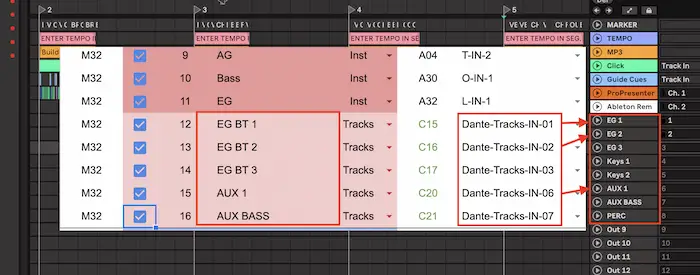 2
3
4
5
MARKER
ENTER TEMPO I
ENTER TEMPO IN
ENTER TEMPO IN SE
ENTER TEMPO IN SEG.
TEMPO
Build
MP3
M32 9 AG Inst A04 T-IN-2
Click Track In
M32 10 Bass Inst A30 O-IN-1
Guide Cues Track In
ProPresenter Ch. 1
M32 11 EG Inst A32 L-IN-1
Ableton Rem Ch. 2
M32 12 EG BT 1 Tracks C15 Dante-Tracks-IN-01
EG 1 1
EG 2 2
M32 13 EG BT 2 Tracks C16 Dante-Tracks-IN-02
EG 3 3
Keys 1 4
M32 14 EG BT 3 Tracks C17 Dante-Tracks-IN-03
Keys 2 5
M32 15 AUX 1 Tracks C20 Dante-Tracks-IN-06
AUX 1 6
AUX BASS 7
M32 16 AUX BASS Tracks C21 Dante-Tracks-IN-07
PERC 8
Out 9 9
Out 10 10
Out 11 11
Out 12 12